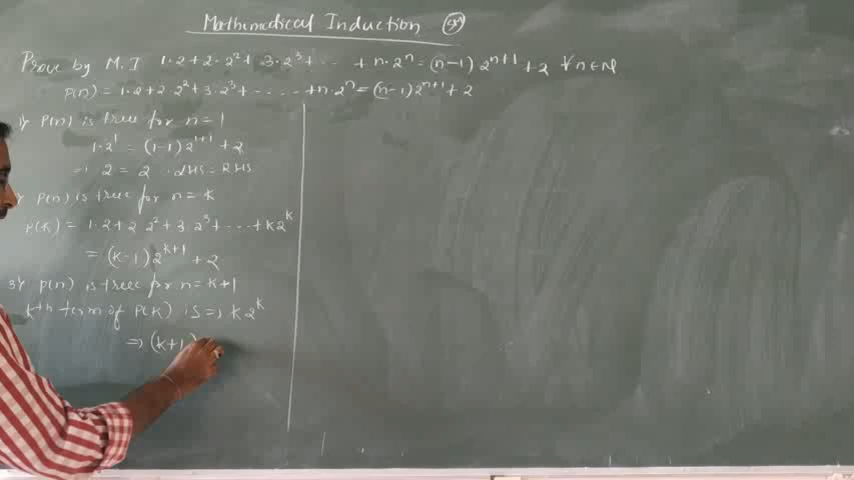 Mathematical Induction
Prove by M.I 1·2+2·2²+ 3·2³+ ·· ·· + n·2ⁿ = (n-1) 2ⁿ⁺¹ +2 ∀n∈N
P(n) = 1·2+2·2²+3·2³+ - - . . . +n·2ⁿ = (n-1)2ⁿ⁺¹+2
1) P(n) is true for n=1
1·2¹ = (1-1)2¹⁺¹ +2
2 = 2 · LHS = RHS
P(n) is true for n = k
P(k) = 1·2+2 2²+3·2³+ - ·· +k2ᵏ
= (k-1)2ᵏ⁺¹ +2
3) P(n) is true for n = k+1
kᵗʰ term of P(k) is => k2ᵏ
=> (k+1)